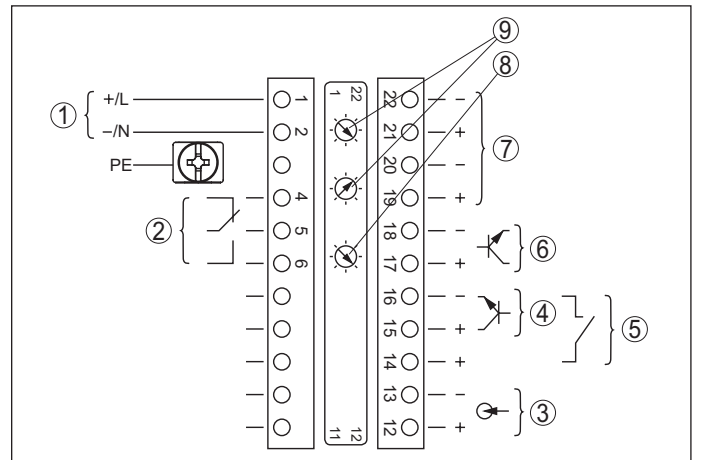 ⑨
⑧
① +/L 1 1 22 22 −
−/N 2 21 + ⑦
PE 20 −
4 19 +
② 5 18 − ⑥
6 17 +
16 − ④ ⑤
15 +
14 +
13 − ③
11 12 12 +